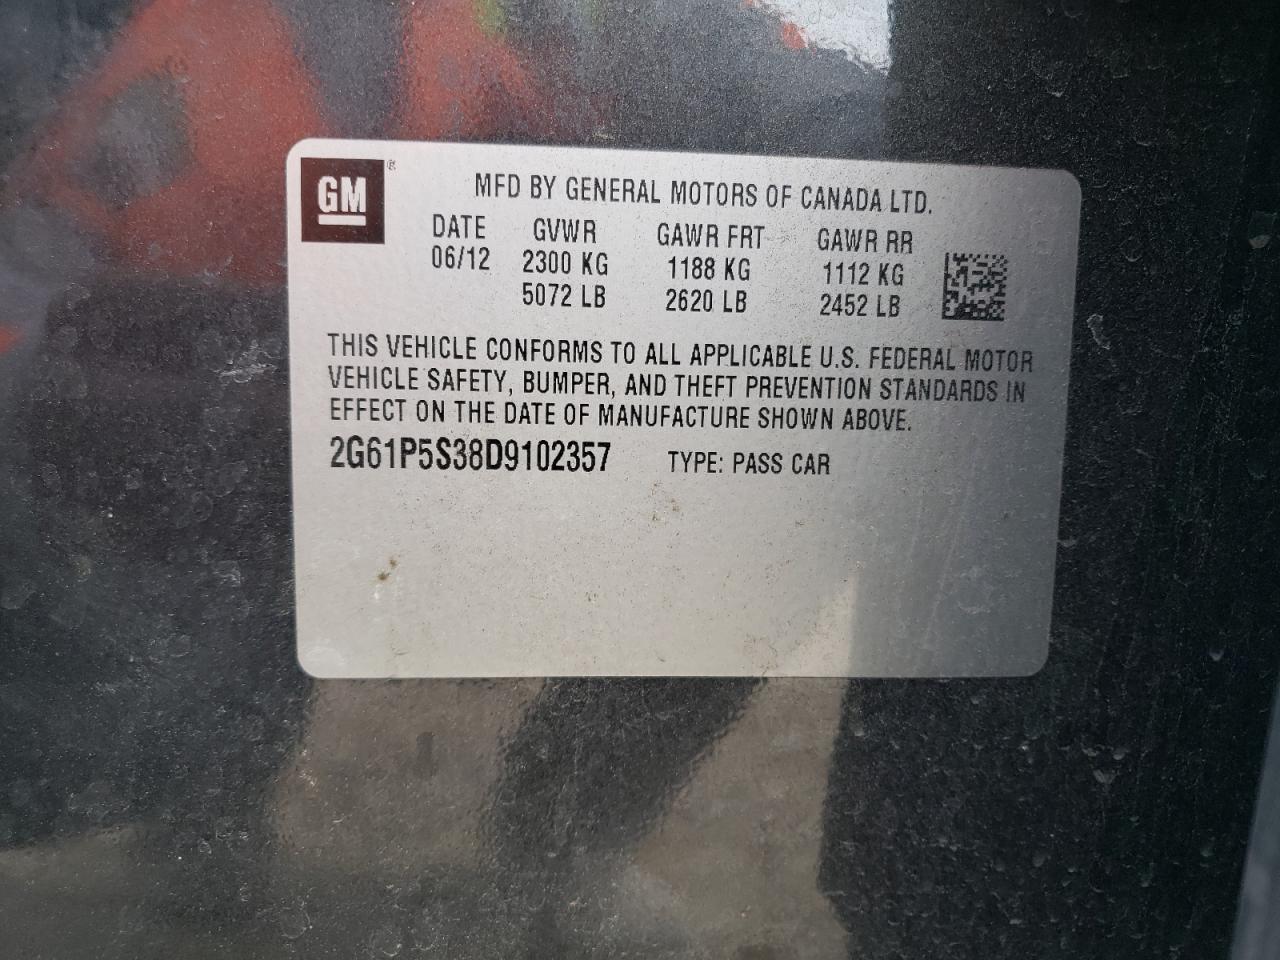 GM®
MFD BY GENERAL MOTORS OF CANADA LTD.
DATE GVWR GAWR FRT GAWR RR
06/12 2300 KG 1188 KG 1112 KG
5072 LB 2620 LB 2452 LB
THIS VEHICLE CONFORMS TO ALL APPLICABLE U.S. FEDERAL MOTOR
VEHICLE SAFETY, BUMPER, AND THEFT PREVENTION STANDARDS IN
EFFECT ON THE DATE OF MANUFACTURE SHOWN ABOVE.
2G61P5S38D9102357 TYPE: PASS CAR